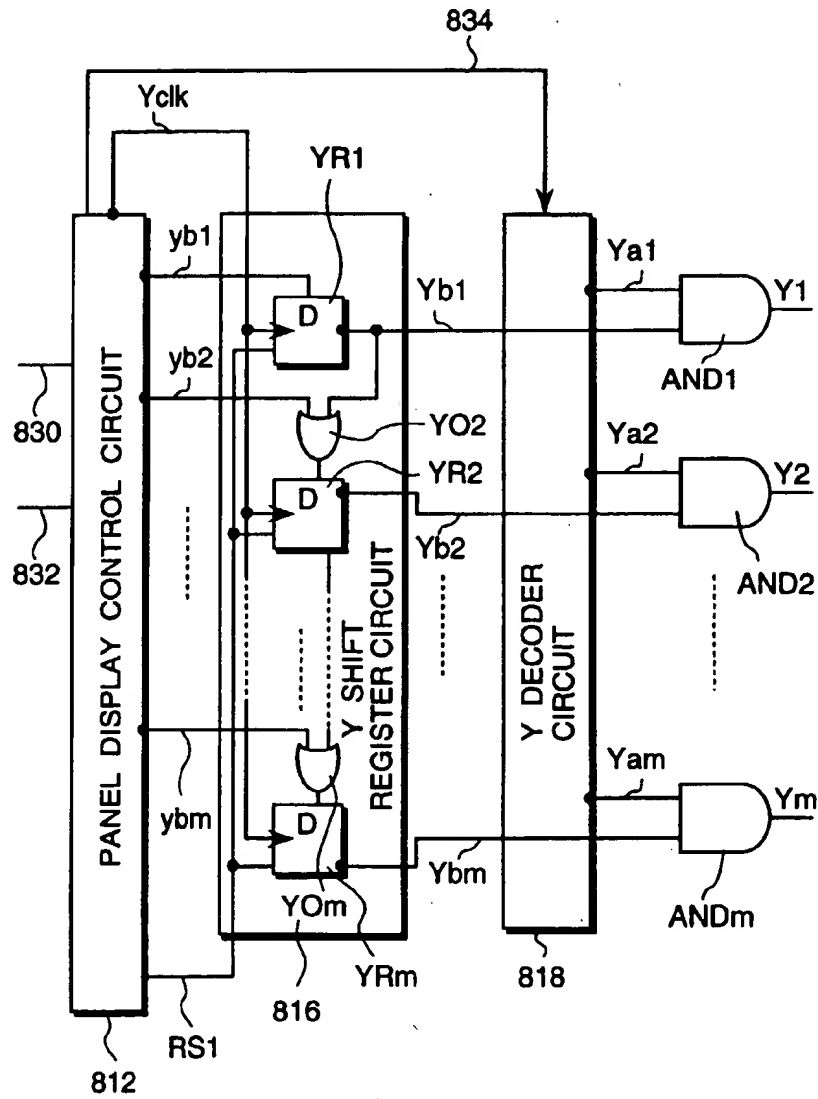 834
Yclk
YR1
yb1
D
Yb1
Ya1
Y1
AND1
yb2
830
YO2
YR2
D
Yb2
Ya2
Y2
AND2
832
PANEL DISPLAY CONTROL CIRCUIT
Y SHIFT
REGISTER CIRCUIT
Y DECODER
CIRCUIT
ybm
D
Ybm
Yam
Ym
ANDm
YOm
YRm
816
818
RS1
812